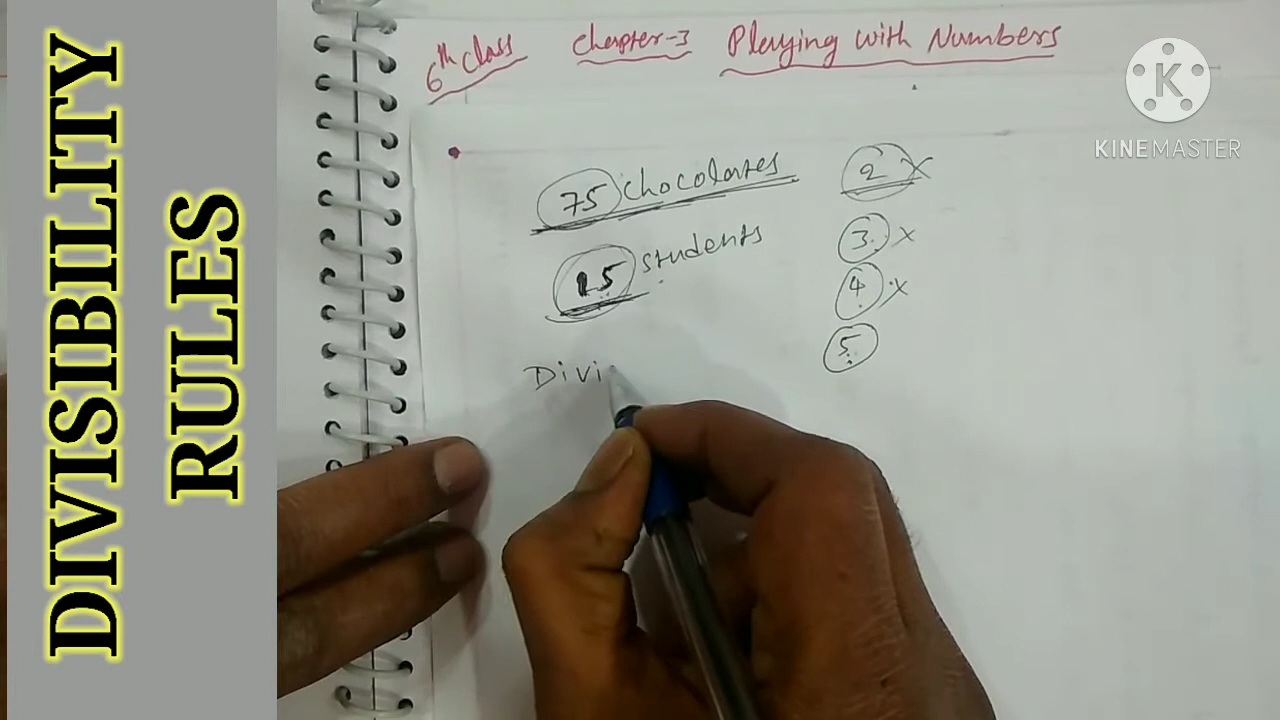 DIVISIBILITY
RULES
6th class chapter-3 Playing with Numbers
75 chocolates
15 students
2 x
3 x
4 x
5
Divi
K
KINEMASTER